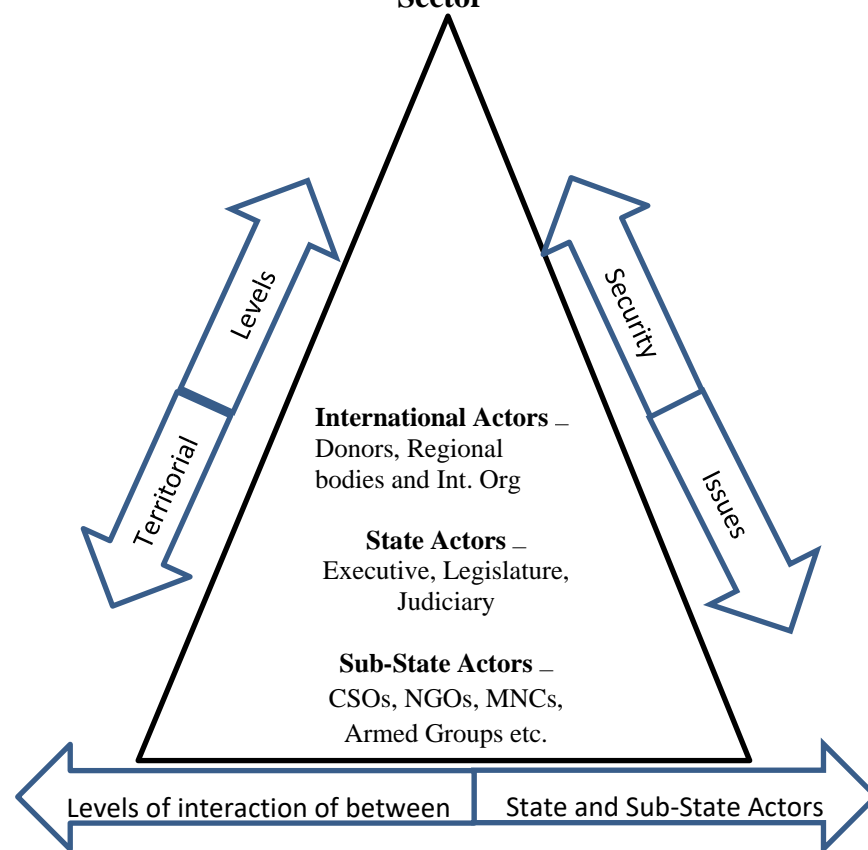 Sector
Levels
Territorial
Security
Issues
International Actors –
Donors, Regional
bodies and Int. Org
State Actors –
Executive, Legislature,
Judiciary
Sub-State Actors –
CSOs, NGOs, MNCs,
Armed Groups etc.
Levels of interaction of between
State and Sub-State Actors